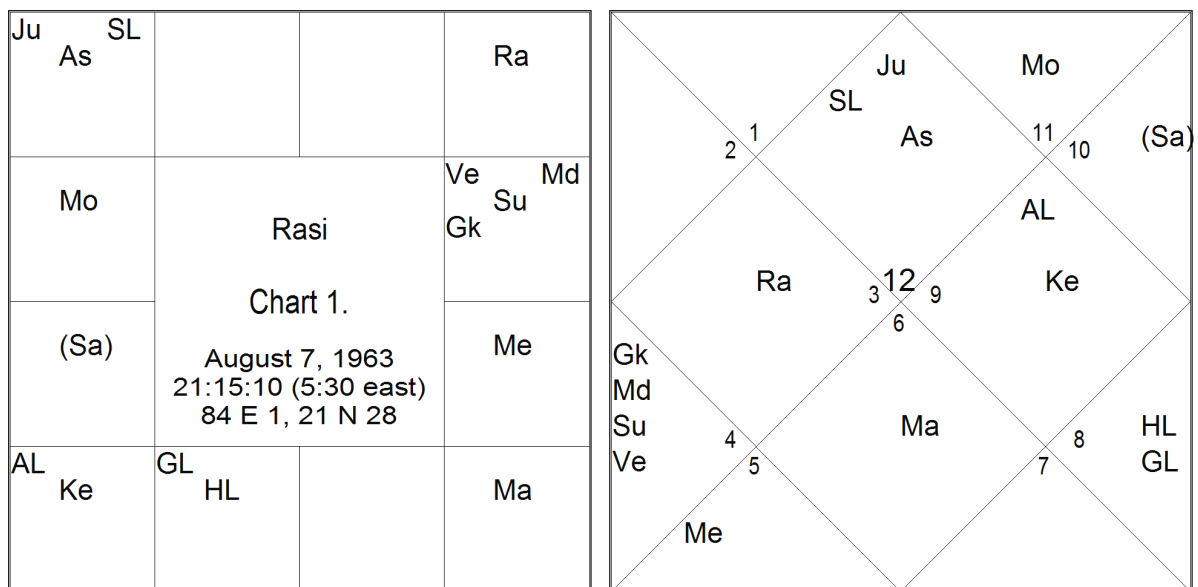 Ju SL
As
Ra
Mo
Ve Md
Su
Gk
Rasi
Chart 1.
August 7, 1963
21:15:10 (5:30 east)
84 E 1, 21 N 28
(Sa)
Me
AL
Ke
GL
HL
Ma
Ju
SL
As
Mo
1
2
11
10
(Sa)
AL
Ra
3
12
9
6
Ke
Gk
Md
Su
Ve
4
5
Ma
8
7
HL
GL
Me